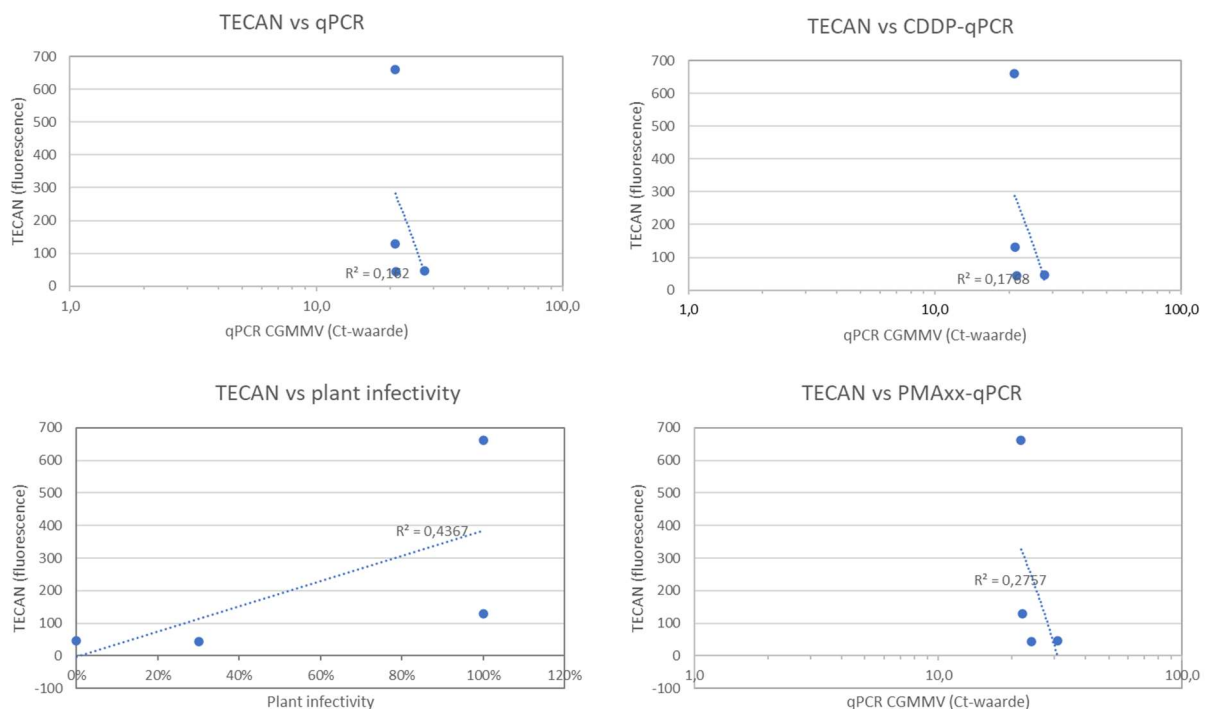 TECAN vs qPCR
TECAN (fluorescence)
700
600
500
400
300
200
100
0
R² = 0,162
1,0 10,0 100,0
qPCR CGMMV (Ct-waarde)
TECAN vs CDDP-qPCR
TECAN (fluorescence)
700
600
500
400
300
200
100
0
R² = 0,1768
1,0 10,0 100,0
qPCR CGMMV (Ct-waarde)
TECAN vs plant infectivity
TECAN (fluorescence)
700
600
500
400
300
200
100
0
-100
R² = 0,4367
0% 20% 40% 60% 80% 100% 120%
Plant infectivity
TECAN vs PMAxx-qPCR
TECAN (fluorescence)
700
600
500
400
300
200
100
0
-100
R² = 0,2757
1,0 10,0 100,0
qPCR CGMMV (Ct-waarde)